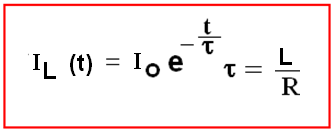 I_L (t) = I_o e^{-t/τ} τ = L/R